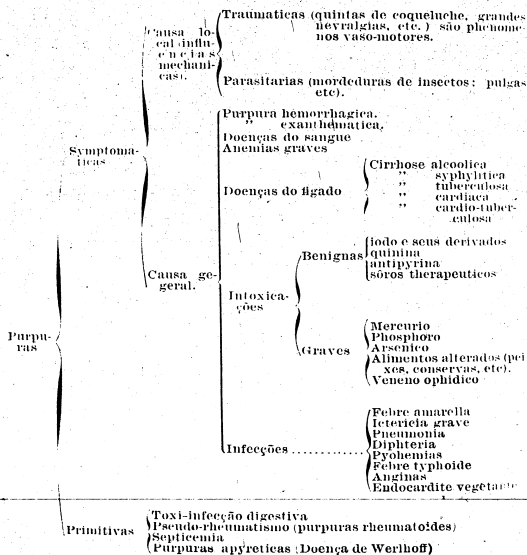 Traumaticas (quintas de coqueluche, grandes
nevralgias, etc.) são phenome-
nos vaso-motores.
Causa lo-
cal (influ-
encias
mechani-
cas).
Parasitarias (mordeduras de insectos: pulgas
etc).
Purpura hemorrhagica.
" exanthematica.
Doenças do sangue
Anemias graves
Symptoma-
ticas
Cirrhose alcoolica
" syphylitica
" tuberculosa
" cardiaca
" cardio-tuber-
culosa
Doenças do figado
Causa ge-
geral.
Benignas
iodo e seus derivados
quinina
antipyrina
sôros therapeuticos
Intoxica-
ções
Purpu-
ras
Graves
Mercurio
Phosphoro
Arsenico
Alimentos alterados (pei
xes, conservas, etc).
Veneno ophidico
Infecções ............
Febre amarella
Ictericia grave
Pneumonia
Diphteria
Pyohemias
Febre typhoide
Anginas
Endocardite vegetante
Primitivas
Toxi-infecção digestiva
Pseudo-rheumatismo (purpuras rheumatoides)
Septicemia
Purpuras apyreticas (Doença de Werlhoff)